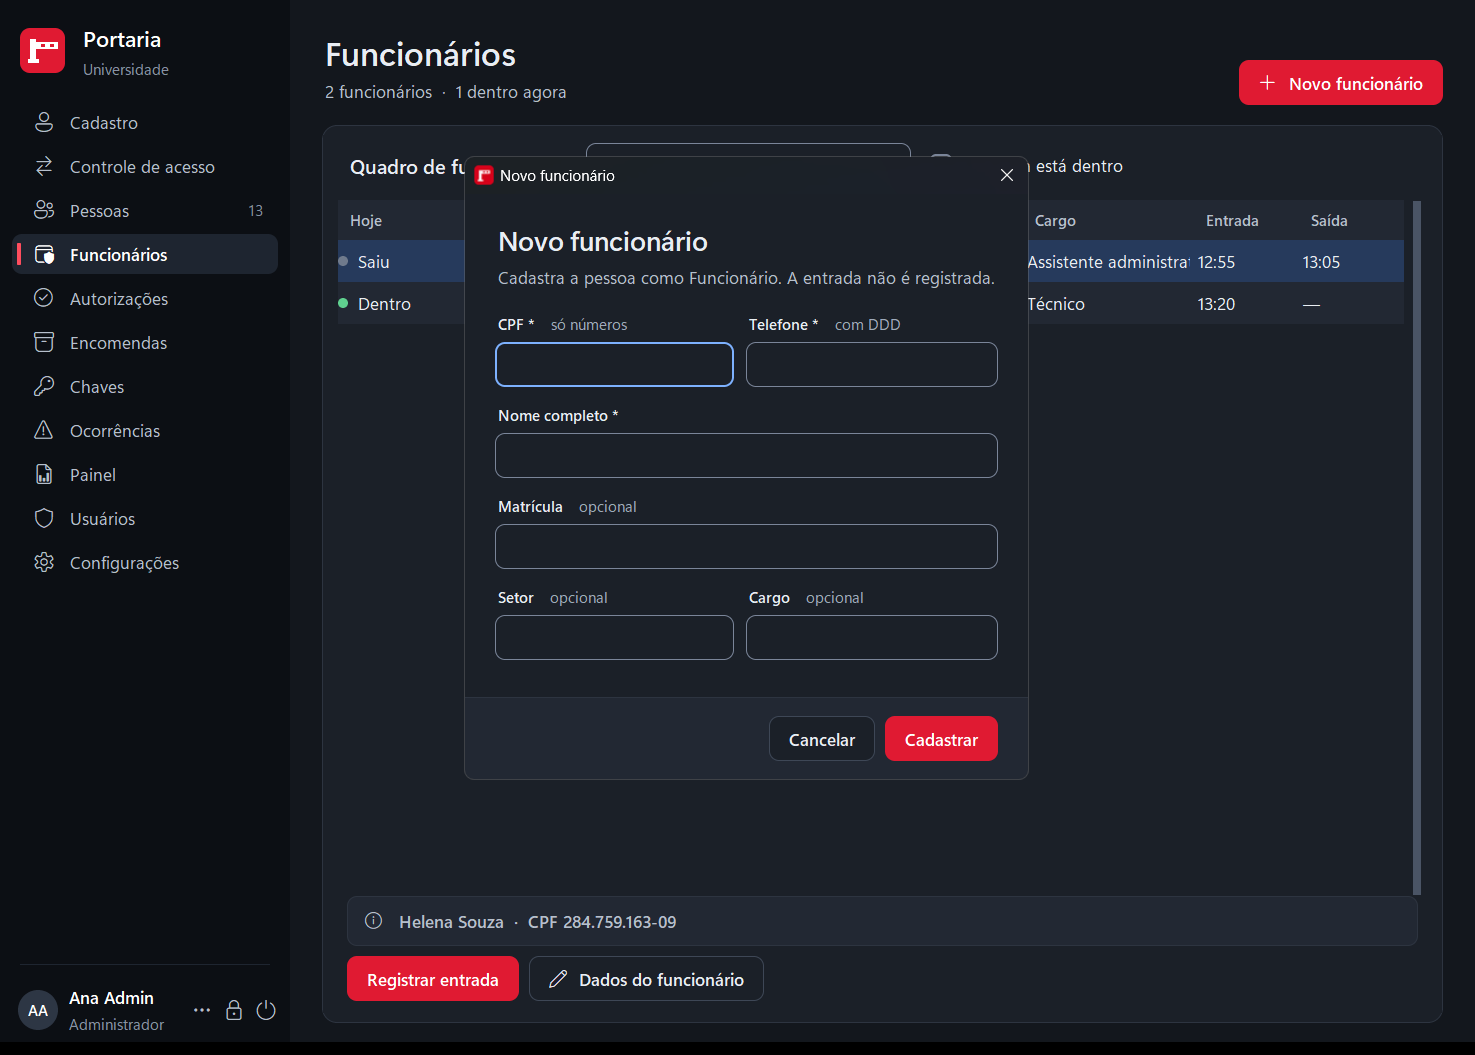 Portaria
Universidade
Cadastro
Controle de acesso
Pessoas 13
Funcionários
Autorizações
Encomendas
Chaves
Ocorrências
Painel
Usuários
Configurações
AA
Ana Admin
Administrador
Funcionários
2 funcionários · 1 dentro agora
Novo funcionário
Quadro de
está dentro
Hoje Cargo Entrada Saída
Saiu 12:55 13:05
Assistente
Dentro Técnico 13:20 —
Novo funcionário
Novo funcionário
Cadastra a pessoa como Funcionário. A entrada não é registrada.
CPF * só números Telefone * com DDD
Nome completo *
Matrícula opcional
Setor opcional Cargo opcional
Cancelar Cadastrar
Helena Souza · CPF 284.759.163-09
Registrar entrada Dados do funcionário